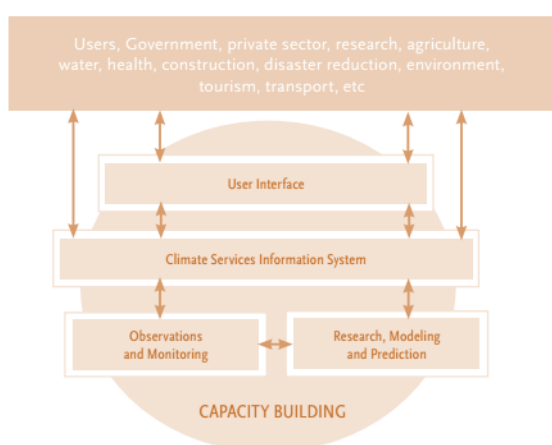 Users, Government, private sector, research, agriculture,
water, health, construction, disaster reduction, environment,
tourism, transport, etc
User Interface
Climate Services Information System
Observations
and Monitoring
Research, Modeling
and Prediction
CAPACITY BUILDING